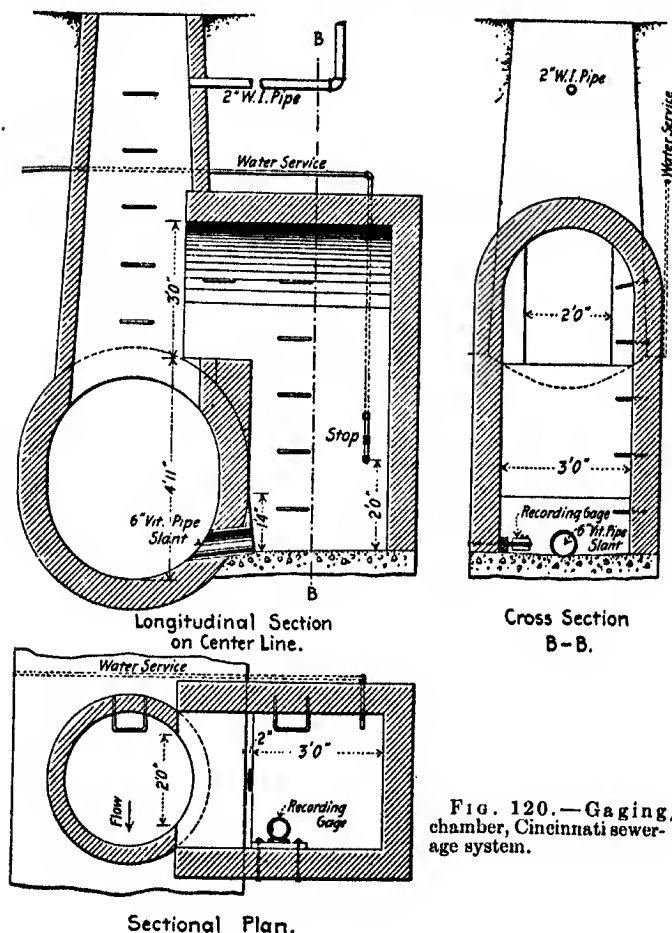 B
2" W.I. Pipe
Water Service
3'0"
Stop
4'11"
6" Vit. Pipe
Slant
14"
2'0"
B
Longitudinal Section
on Center Line.
2" W.I. Pipe
Water Service
2'0"
3'0"
Recording Gage
6" Vit. Pipe
Slant
Cross Section
B-B.
Water Service
2"
3'0"
2'0"
Flow
Recording
Gage
Sectional Plan.
FIG. 120.—Gaging
chamber, Cincinnati sewer-
age system.